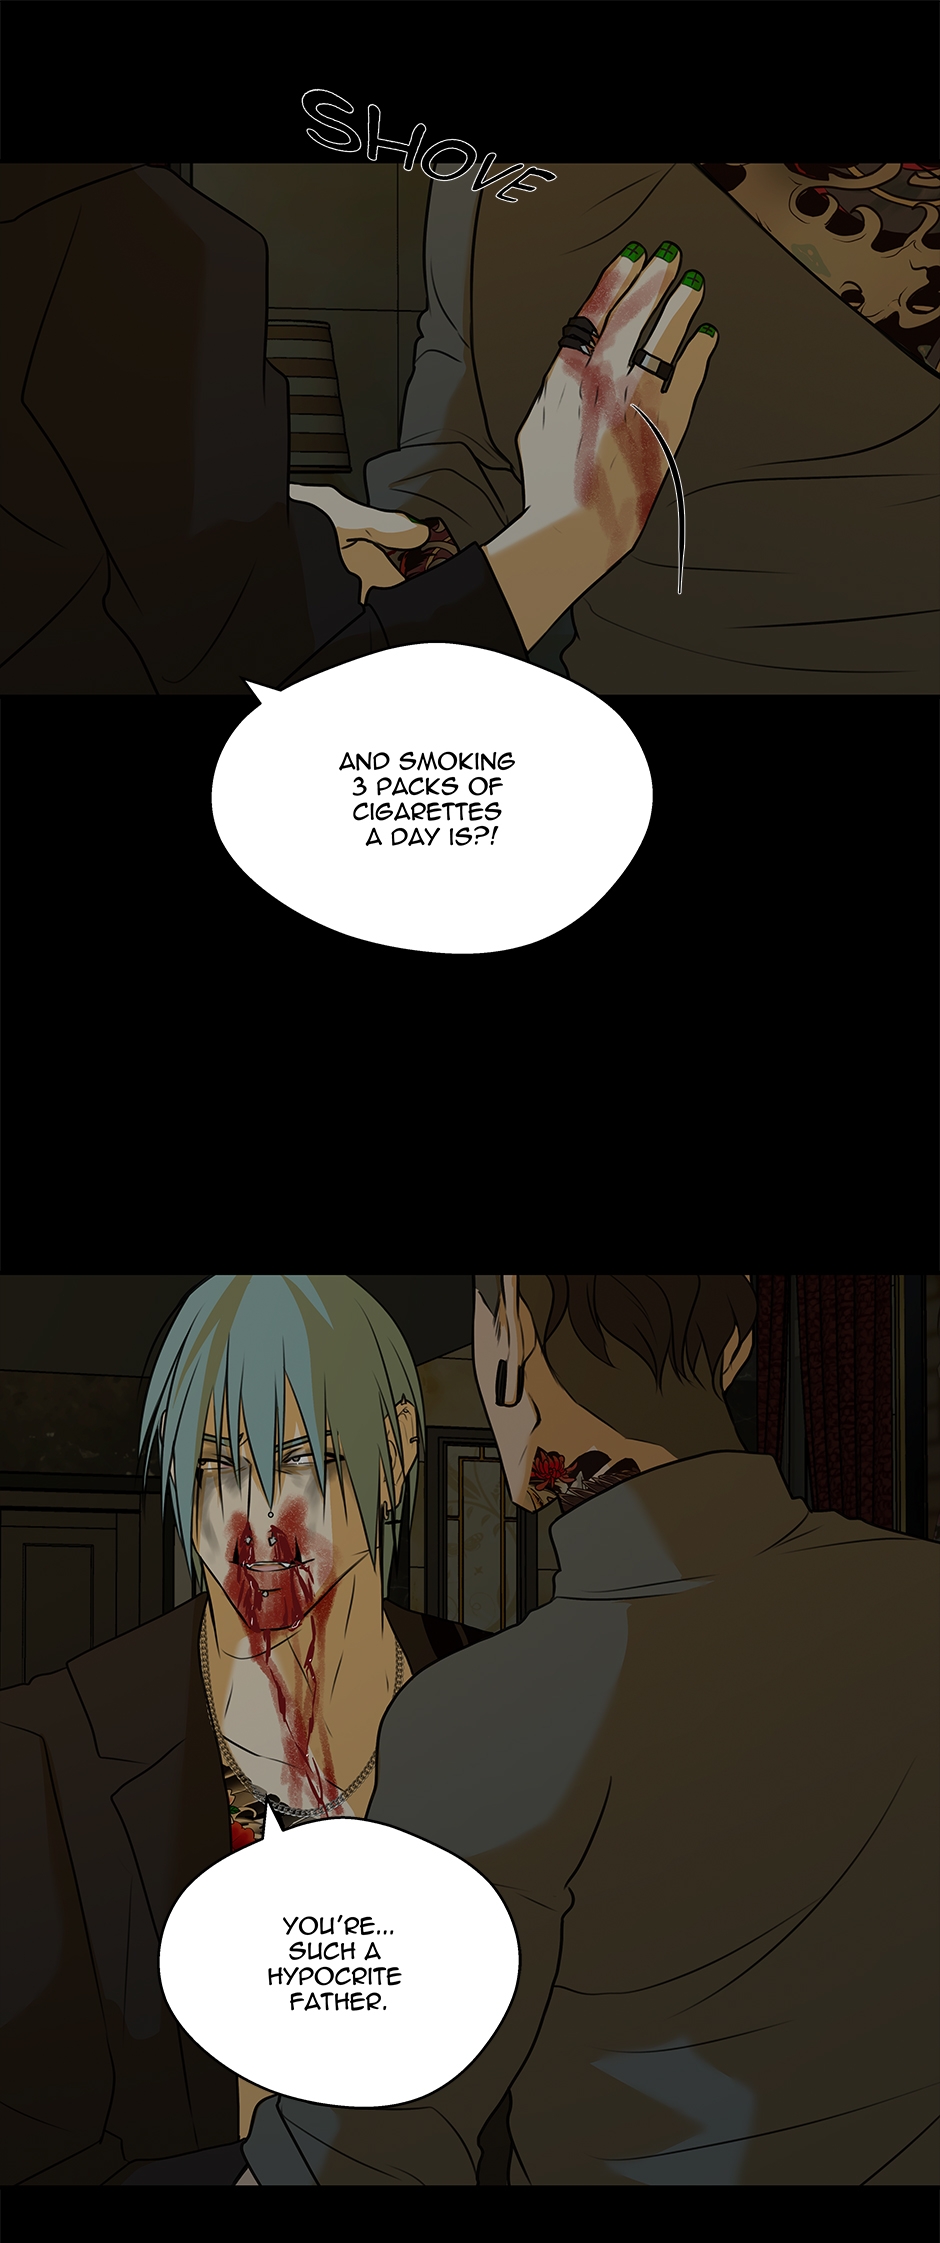 SHOVE
AND SMOKING
3 PACKS OF
CIGARETTES
A DAY IS?!
YOU'RE...
SUCH A
HYPOCRITE
FATHER.